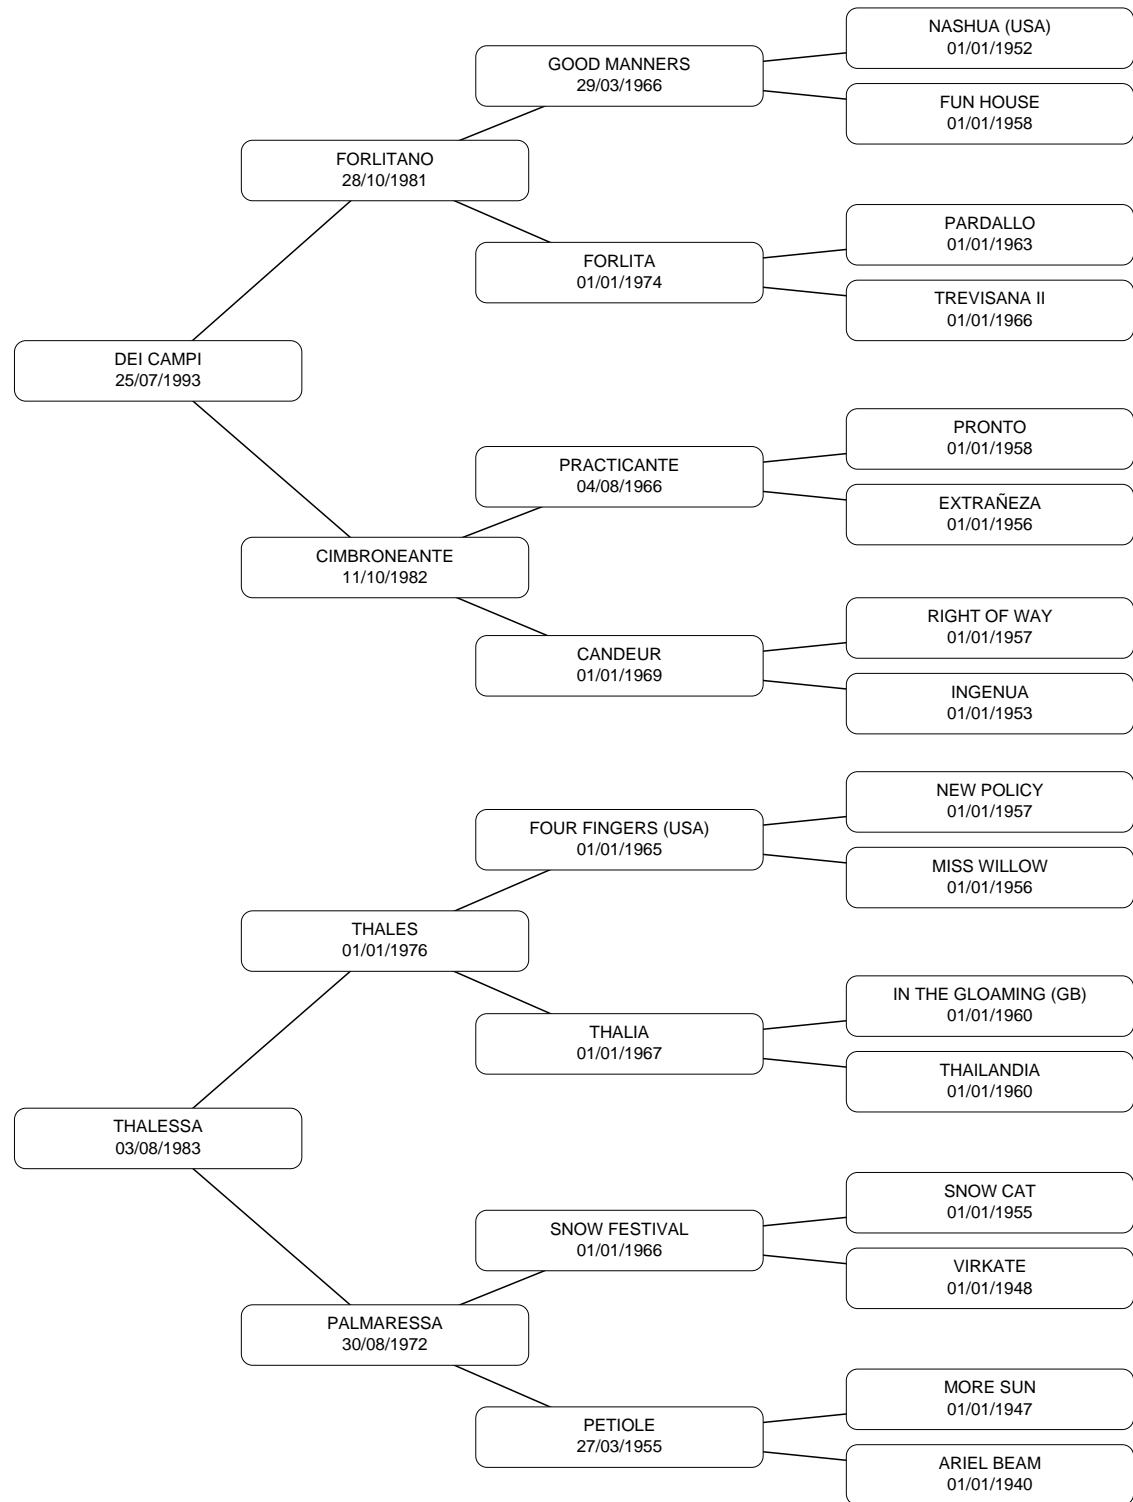 NASHUA (USA)
01/01/1952
GOOD MANNERS
29/03/1966
FUN HOUSE
01/01/1958
FORLITANO
28/10/1981
PARDALLO
01/01/1963
FORLITA
01/01/1974
TREVISANA II
01/01/1966
DEI CAMPI
25/07/1993
PRONTO
01/01/1958
PRACTICANTE
04/08/1966
EXTRAÑEZA
01/01/1956
CIMBRONEANTE
11/10/1982
RIGHT OF WAY
01/01/1957
CANDEUR
01/01/1969
INGENUA
01/01/1953
NEW POLICY
01/01/1957
FOUR FINGERS (USA)
01/01/1965
MISS WILLOW
01/01/1956
THALES
01/01/1976
IN THE GLOAMING (GB)
01/01/1960
THALIA
01/01/1967
THAILANDIA
01/01/1960
THALESSA
03/08/1983
SNOW CAT
01/01/1955
SNOW FESTIVAL
01/01/1966
VIRKATE
01/01/1948
PALMARESSA
30/08/1972
MORE SUN
01/01/1947
PETIOLE
27/03/1955
ARIEL BEAM
01/01/1940